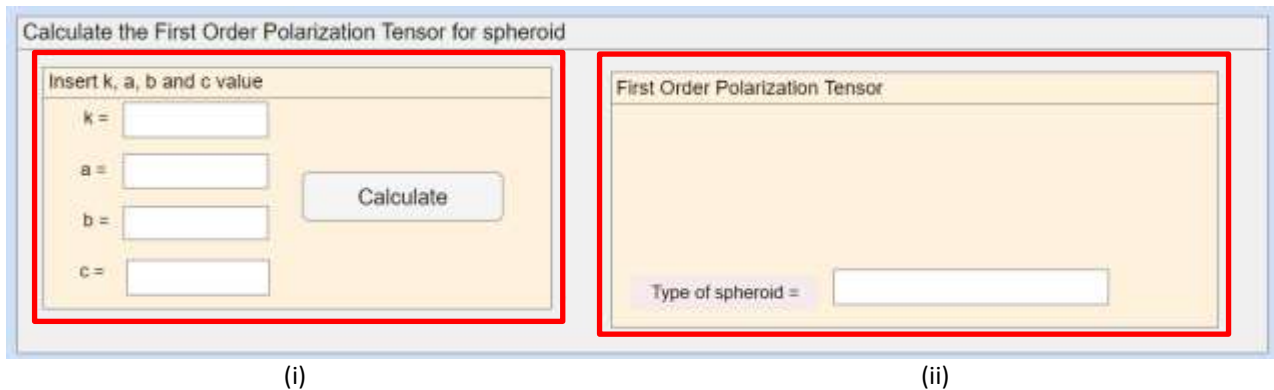 Calculate the First Order Polarization Tensor for spheroid
Insert k, a, b and c value
k =
a =
b =
c =
Calculate
First Order Polarization Tensor
Type of spheroid =
(i)
(ii)